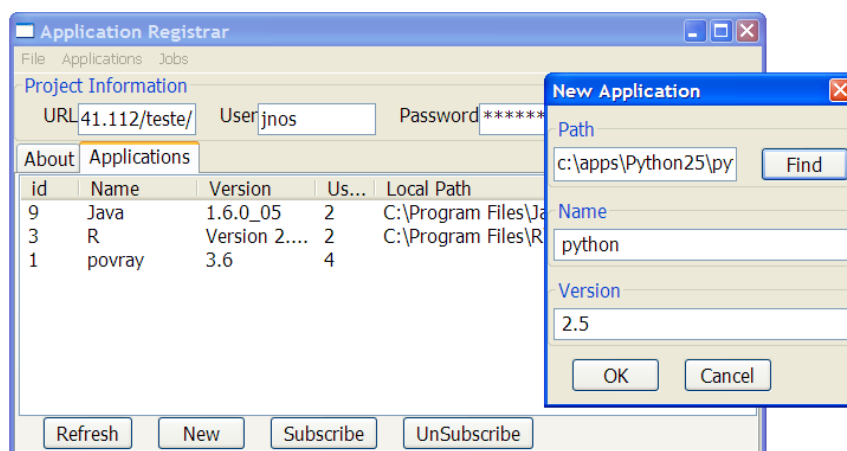 Application Registrar
File Applications Jobs
Project Information
URL 41.112/teste/ User jnos Password ******
About Applications
id Name Version Us... Local Path
9 Java 1.6.0_05 2 C:\Program Files\Ja
3 R Version 2.... 2 C:\Program Files\R
1 povray 3.6 4
Refresh New Subscribe UnSubscribe
New Application
Path
c:\apps\Python25\py Find
Name
python
Version
2.5
OK Cancel